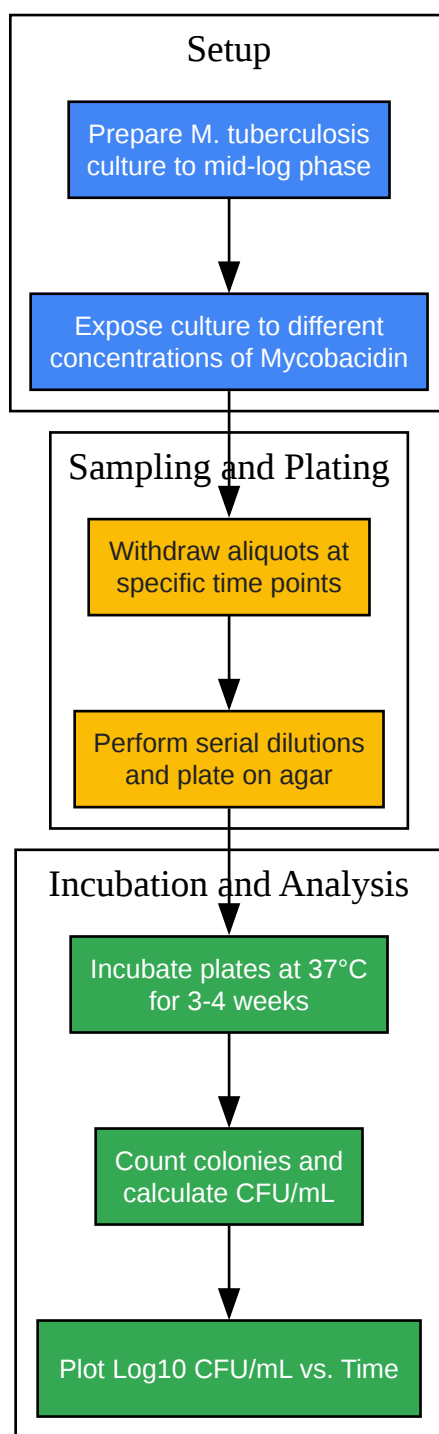 Setup
Prepare M. tuberculosis
culture to mid-log phase
Expose culture to different
concentrations of Mycobacidin
Sampling and Plating
Withdraw aliquots at
specific time points
Perform serial dilutions
and plate on agar
Incubation and Analysis
Incubate plates at 37°C
for 3-4 weeks
Count colonies and
calculate CFU/mL
Plot Log10 CFU/mL vs. Time